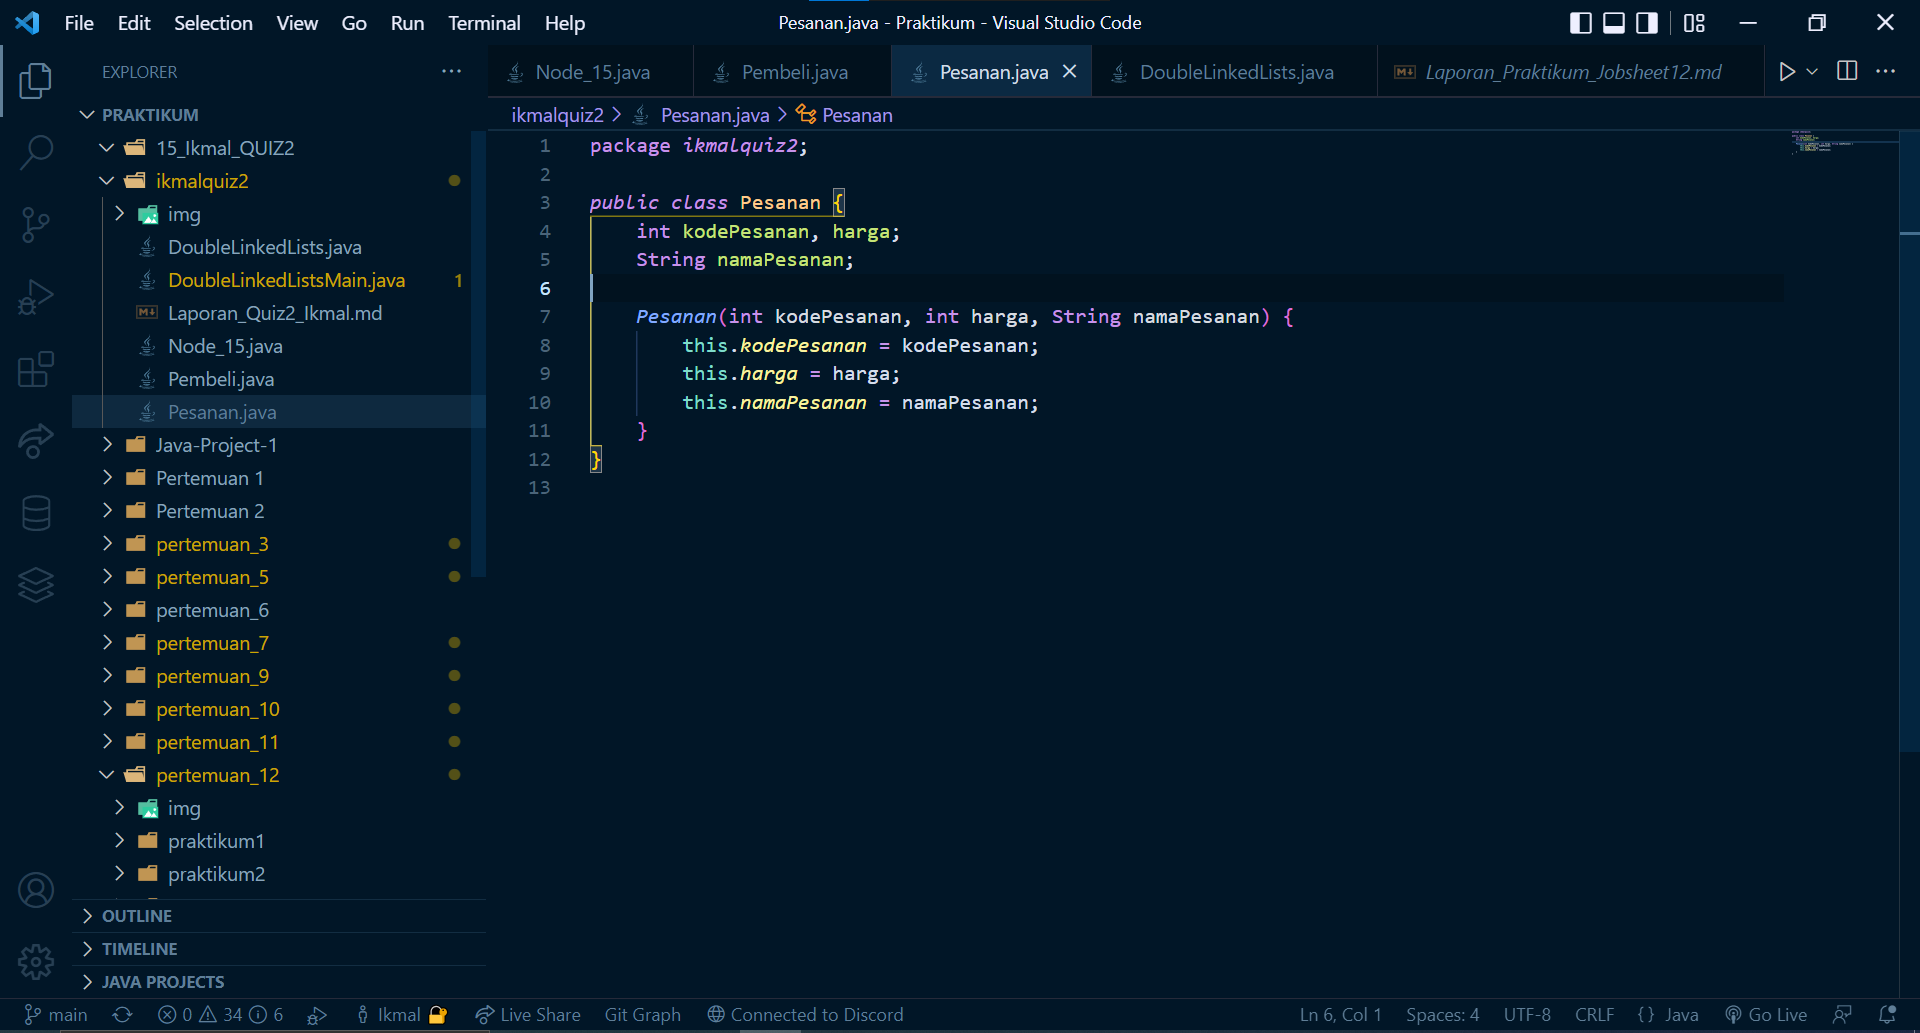 File Edit Selection View Go Run Terminal Help
Pesanan.java - Praktikum - Visual Studio Code
EXPLORER
PRAKTIKUM
15_Ikmal_QUIZ2
ikmalquiz2
img
DoubleLinkedLists.java
DoubleLinkedListsMain.java 1
Laporan_Quiz2_Ikmal.md
Node_15.java
Pembeli.java
Pesanan.java
Java-Project-1
Pertemuan 1
Pertemuan 2
pertemuan_3
pertemuan_5
pertemuan_6
pertemuan_7
pertemuan_9
pertemuan_10
pertemuan_11
pertemuan_12
img
praktikum1
praktikum2
OUTLINE
TIMELINE
JAVA PROJECTS
Node_15.java Pembeli.java Pesanan.java DoubleLinkedLists.java Laporan_Praktikum_Jobsheet12.md
ikmalquiz2 > Pesanan.java > Pesanan
1 package ikmalquiz2;
2
3 public class Pesanan {
4 int kodePesanan, harga;
5 String namaPesanan;
6
7 Pesanan(int kodePesanan, int harga, String namaPesanan) {
8 this.kodePesanan = kodePesanan;
9 this.harga = harga;
10 this.namaPesanan = namaPesanan;
11 }
12 }
13
main 0 34 6 Ikmal Live Share Git Graph Connected to Discord Ln 6, Col 1 Spaces: 4 UTF-8 CRLF {} Java Go Live